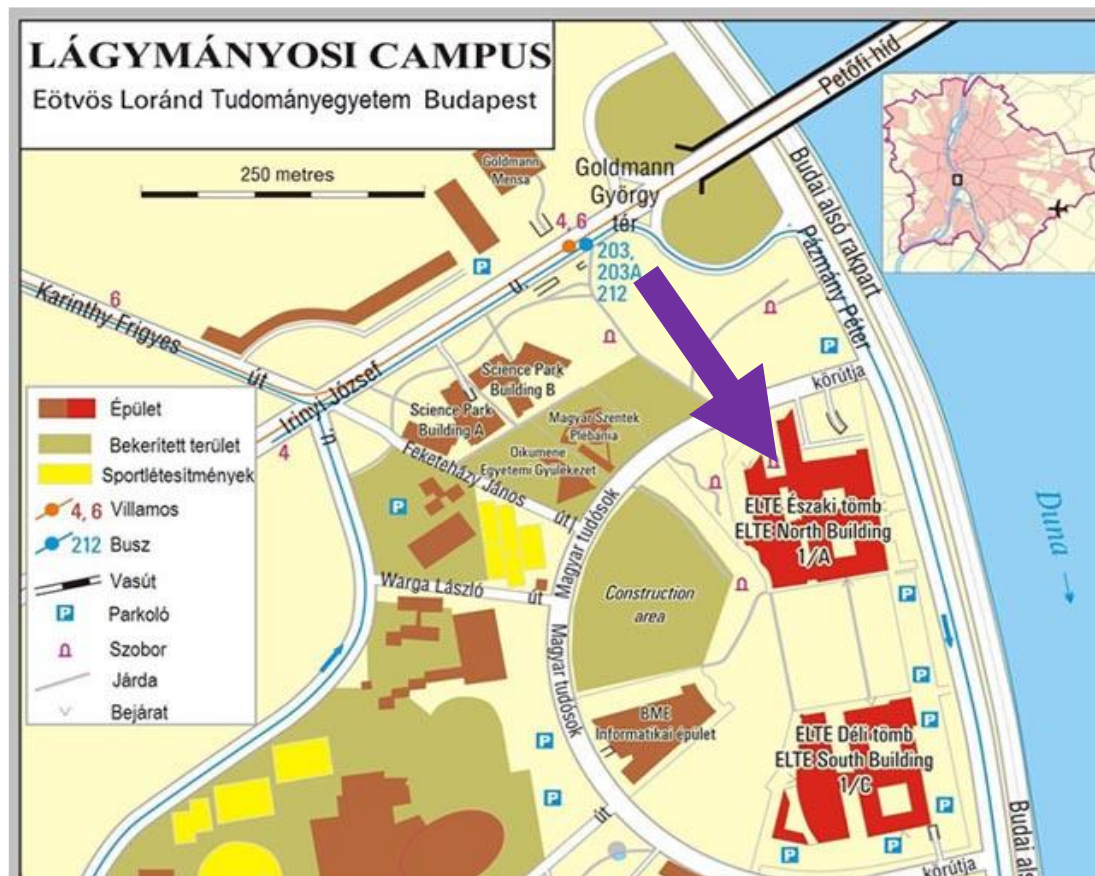 LÁGYMÁNYOSI CAMPUS
Eötvös Loránd Tudományegyetem Budapest
250 metres
Goldmann
Mensa
Goldmann
György
tér
Petőfi-híd
4, 6
203,
203A
212
Budai alsó rakpart
Pázmány Péter
körútja
6
Karinthy Frigyes
út
Irinyi József
u.
4
u.
Science Park
Building B
Science Park
Building A
Magyar Szentek
Plébánia
Oikumene
Egyetemi Gyülekezet
Feketeházy János
út
Magyar tudósok
ELTE Északi tömb
ELTE North Building
1/A
Duna
Warga László
út
Construction
area
Magyar tudósok
BME
Informatikai épület
ELTE Déli tömb
ELTE South Building
1/C
út
körútja
Budai als
Épület
Bekerített terület
Sportlétesítmények
4, 6 Villamos
212 Busz
Vasút
P Parkoló
Szobor
Járda
Bejárat
P
P
P
P
P
P
P
P
P
P